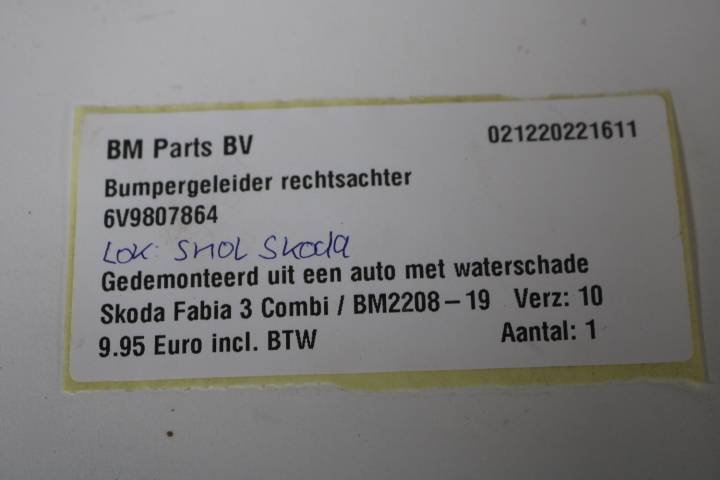 BM Parts BV 021220221611
Bumpergeleider rechtsachter
6V9807864
Lok: SMOL Skoda
Gedemonteerd uit een auto met waterschade
Skoda Fabia 3 Combi / BM2208-19 Verz: 10
9.95 Euro incl. BTW Aantal: 1